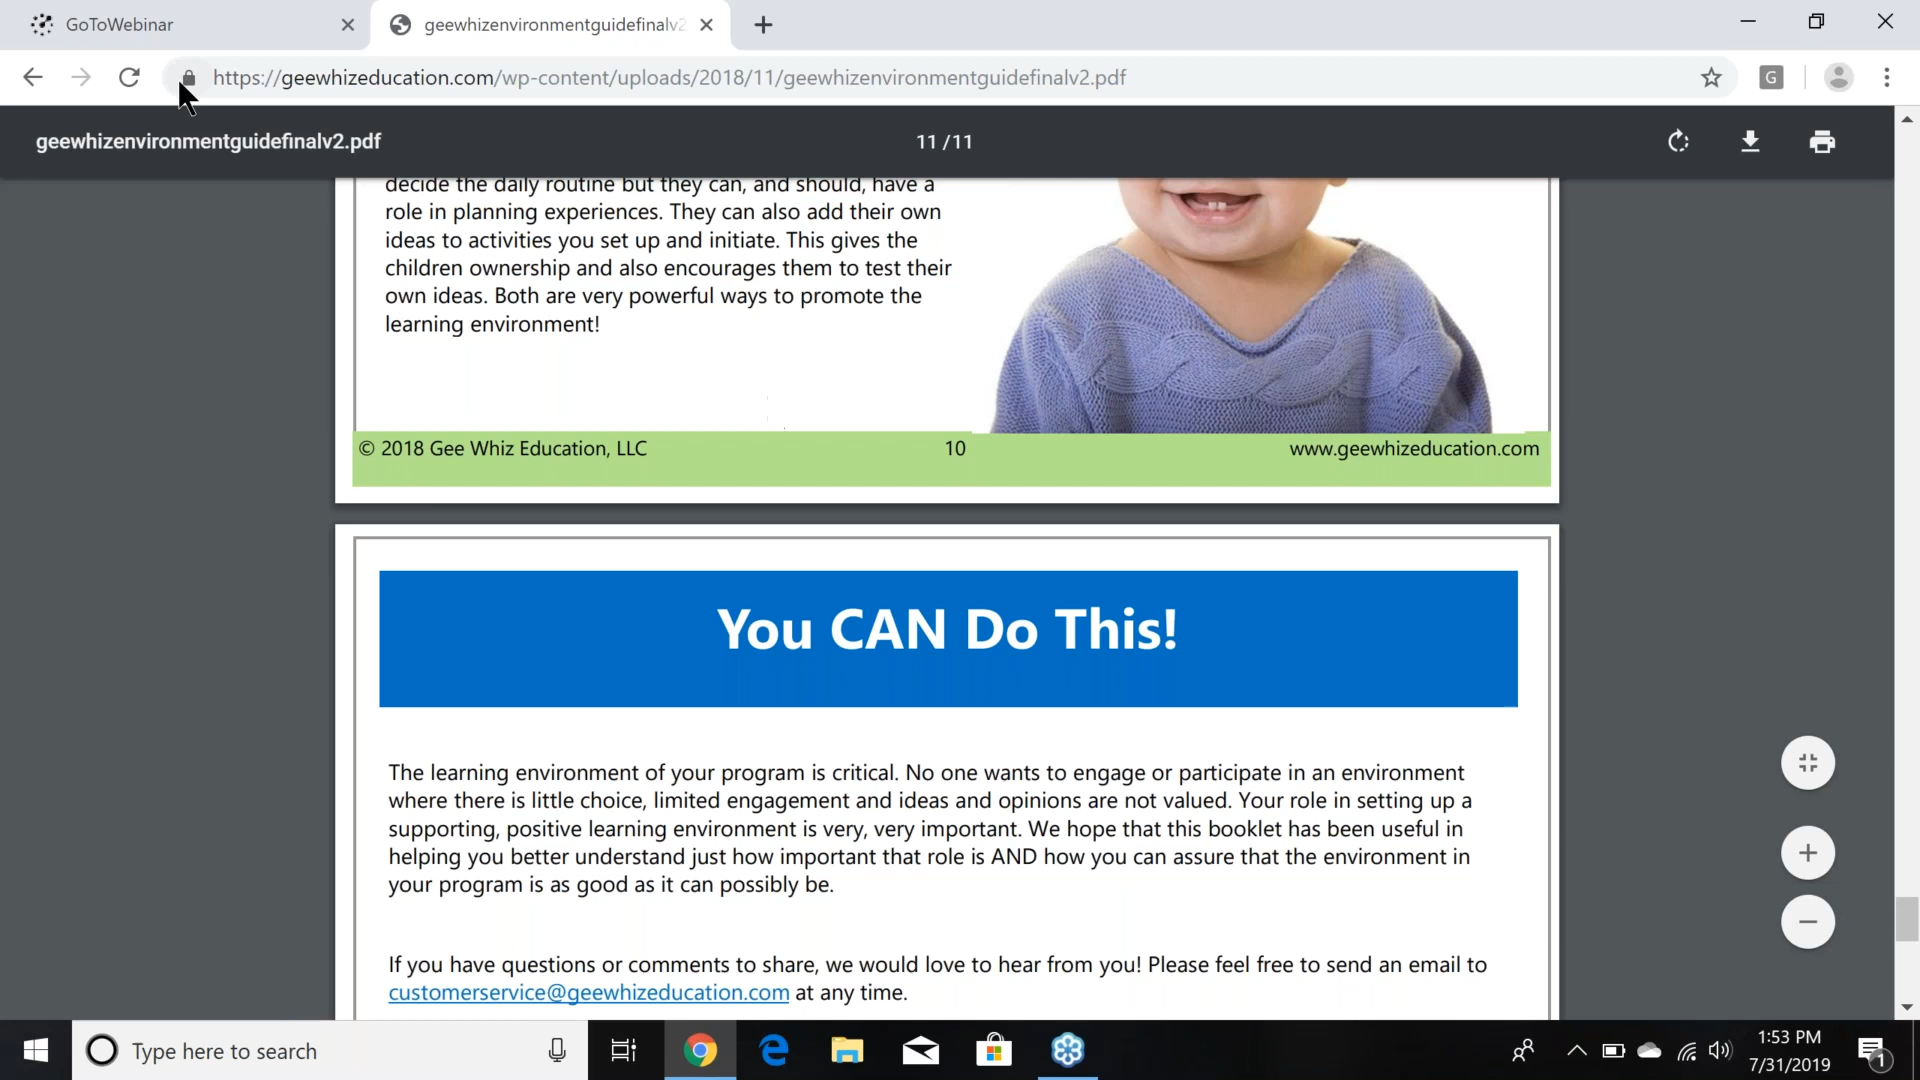 GoToWebinar
geewhizenvironmentguidefinalv2
https://geewhizeducation.com/wp-content/uploads/2018/11/geewhizenvironmentguidefinalv2.pdf
G
geewhizenvironmentguidefinalv2.pdf
11 /11
decide the daily routine but they can, and should, have a
role in planning experiences. They can also add their own
ideas to activities you set up and initiate. This gives the
children ownership and also encourages them to test their
own ideas. Both are very powerful ways to promote the
learning environment!
© 2018 Gee Whiz Education, LLC
10
www.geewhizeducation.com
You CAN Do This!
The learning environment of your program is critical. No one wants to engage or participate in an environment
where there is little choice, limited engagement and ideas and opinions are not valued. Your role in setting up a
supporting, positive learning environment is very, very important. We hope that this booklet has been useful in
helping you better understand just how important that role is AND how you can assure that the environment in
your program is as good as it can possibly be.
If you have questions or comments to share, we would love to hear from you! Please feel free to send an email to
customerservice@geewhizeducation.com at any time.
Type here to search
1:53 PM
7/31/2019
1